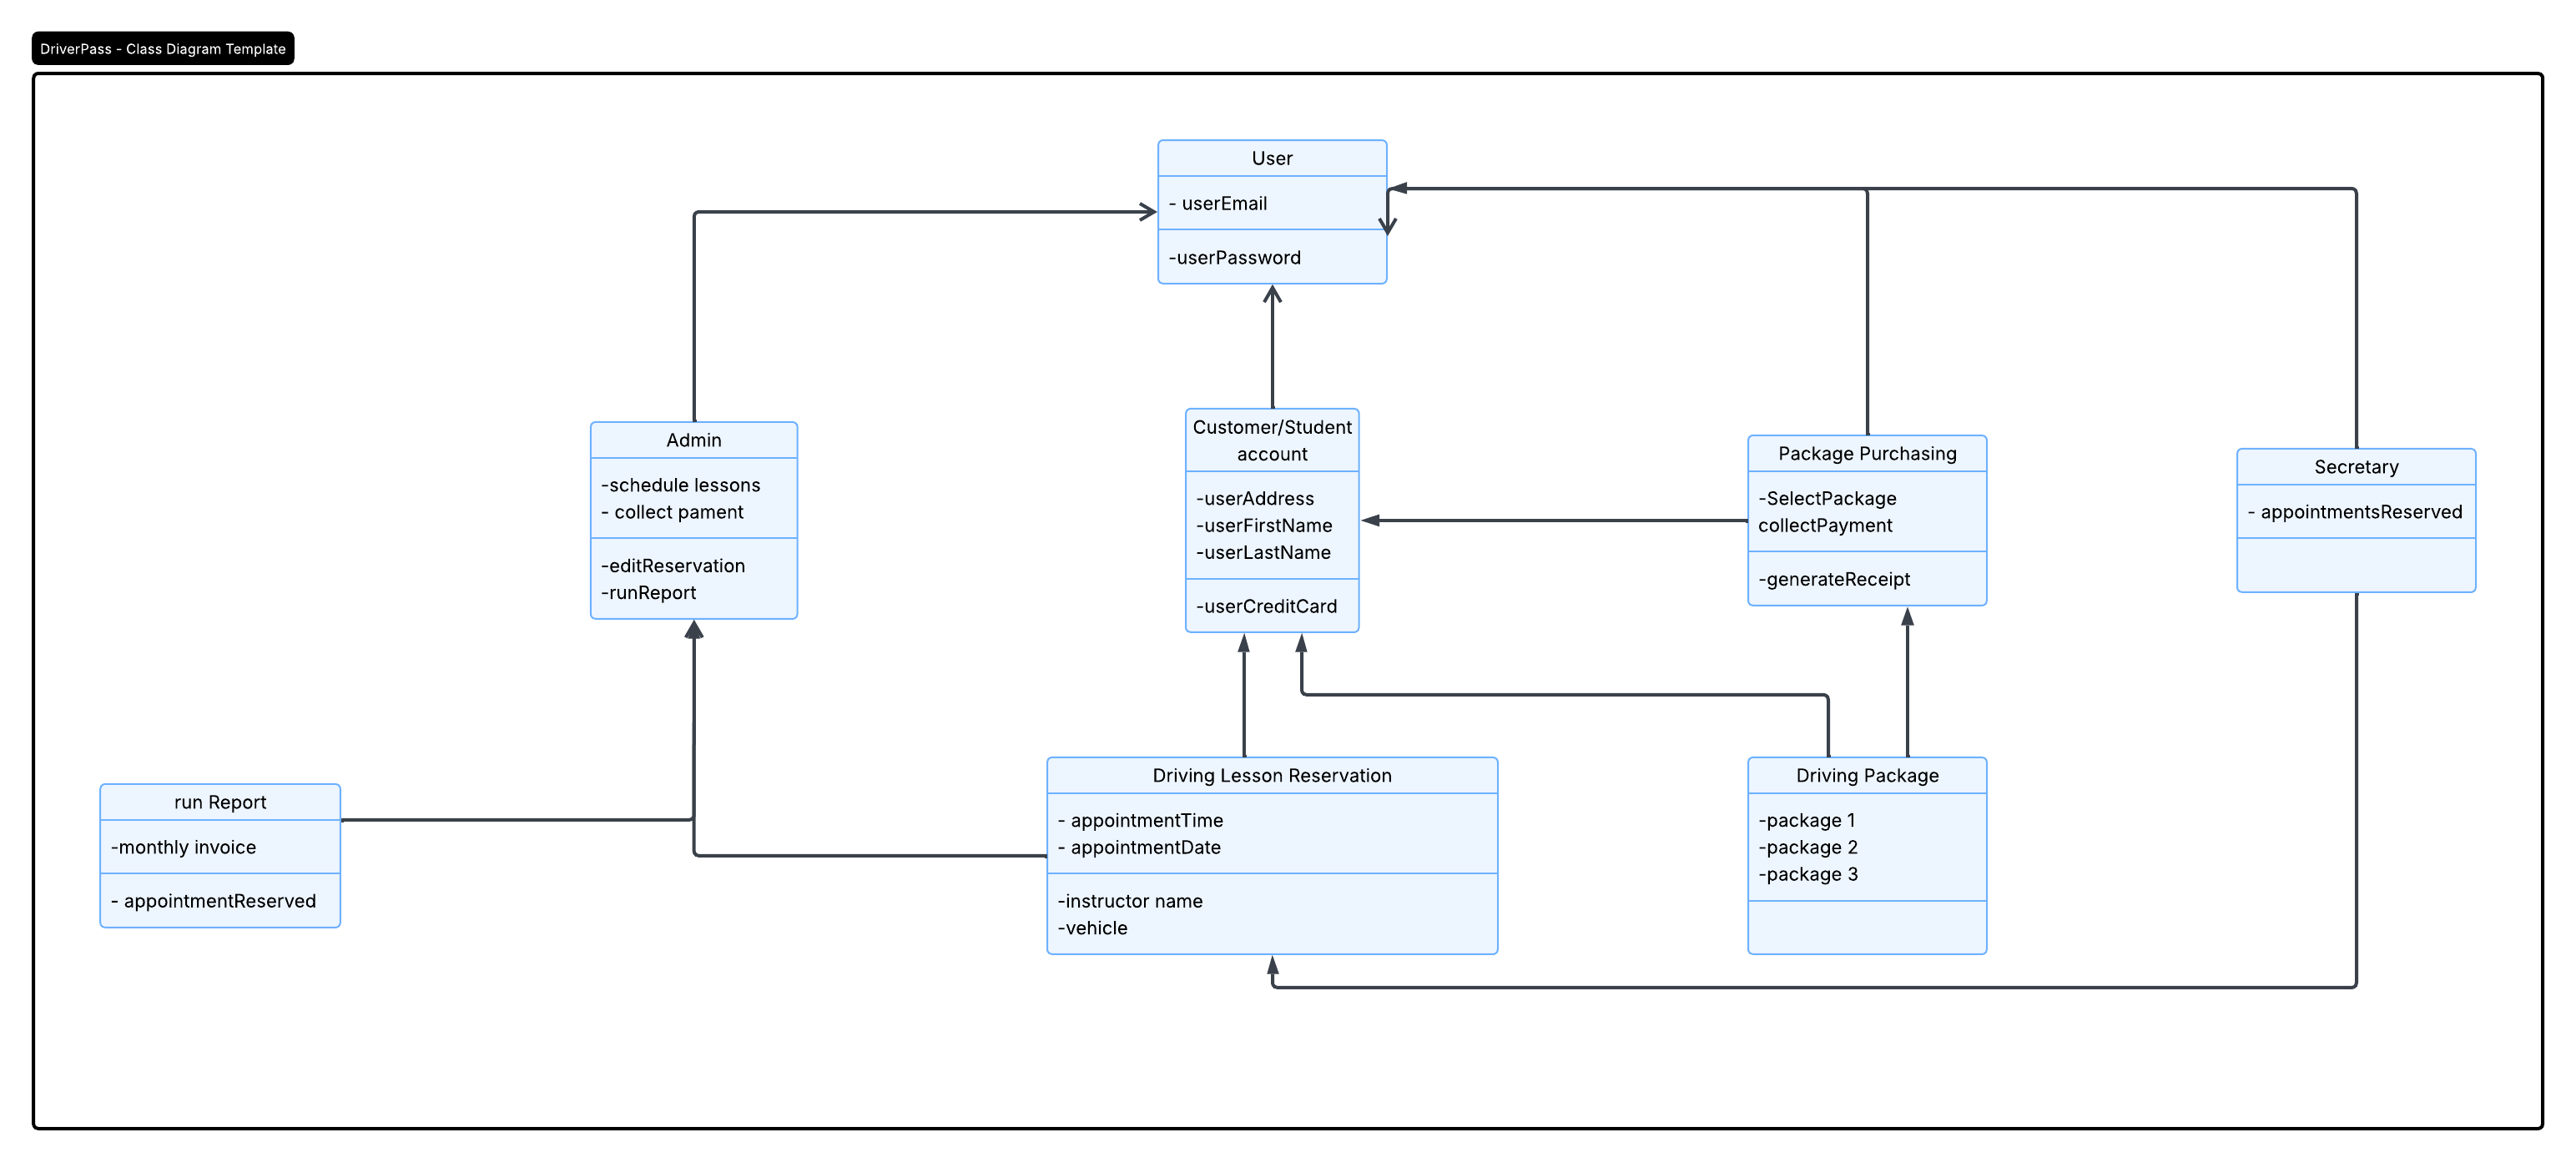 DriverPass - Class Diagram Template
User
- userEmail
-userPassword
Admin
-schedule lessons
- collect pament
-editReservation
-runReport
Customer/Student
account
-userAddress
-userFirstName
-userLastName
-userCreditCard
Package Purchasing
-SelectPackage
collectPayment
-generateReceipt
Secretary
- appointmentsReserved
run Report
-monthly invoice
- appointmentReserved
Driving Lesson Reservation
- appointmentTime
- appointmentDate
-instructor name
-vehicle
Driving Package
-package 1
-package 2
-package 3